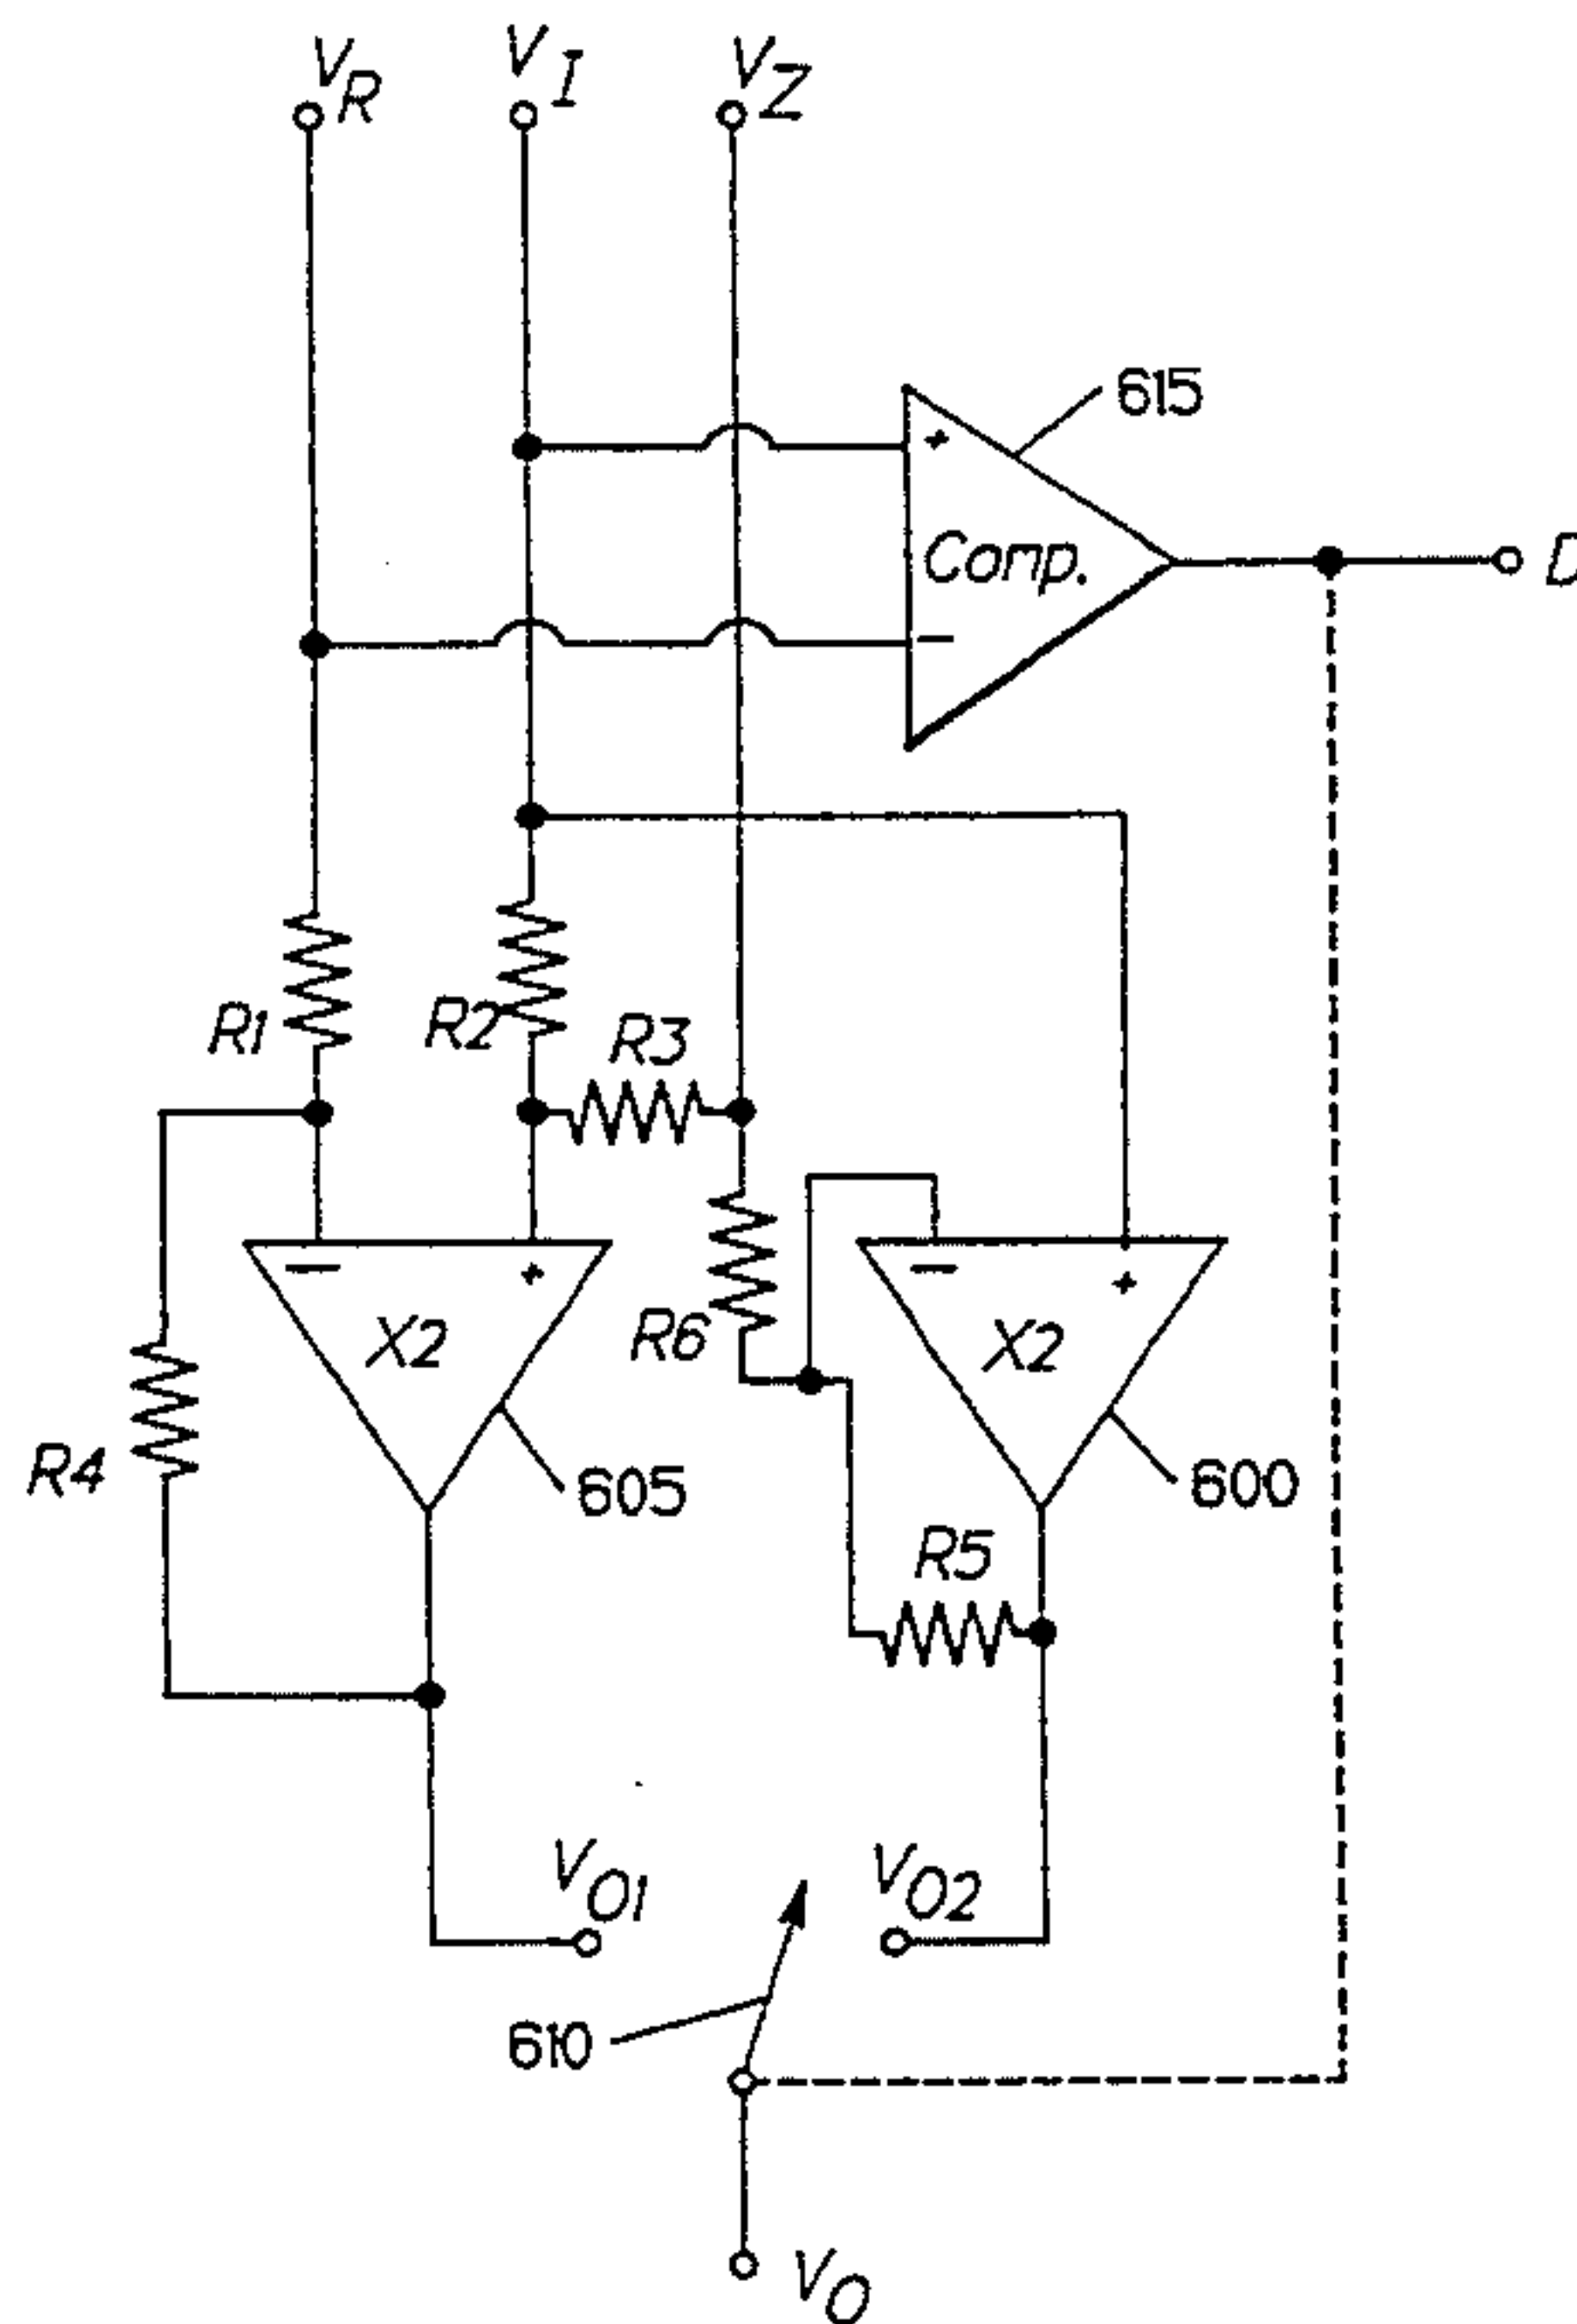 VR
VI
VZ
615
+
Comp.
−
D
R1
R2
R3
−
+
X2
R6
−
+
X2
R4
605
600
R5
VO1
VO2
610
VO